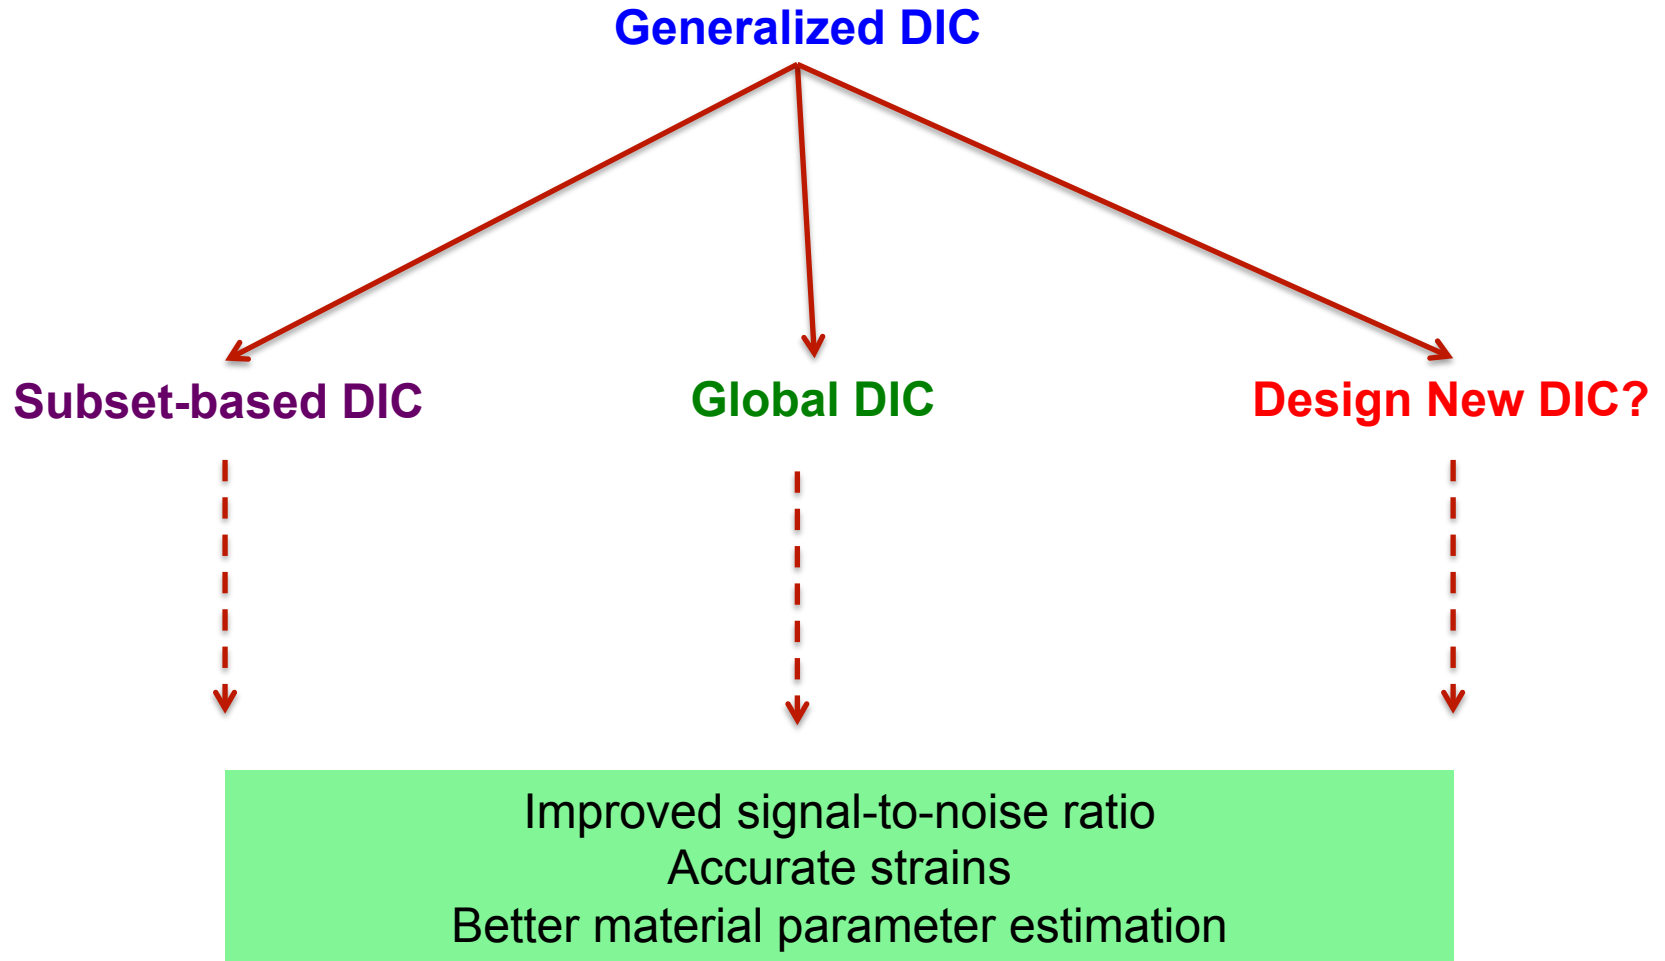 Generalized DIC
Subset-based DIC
Global DIC
Design New DIC?
Improved signal-to-noise ratio
Accurate strains
Better material parameter estimation